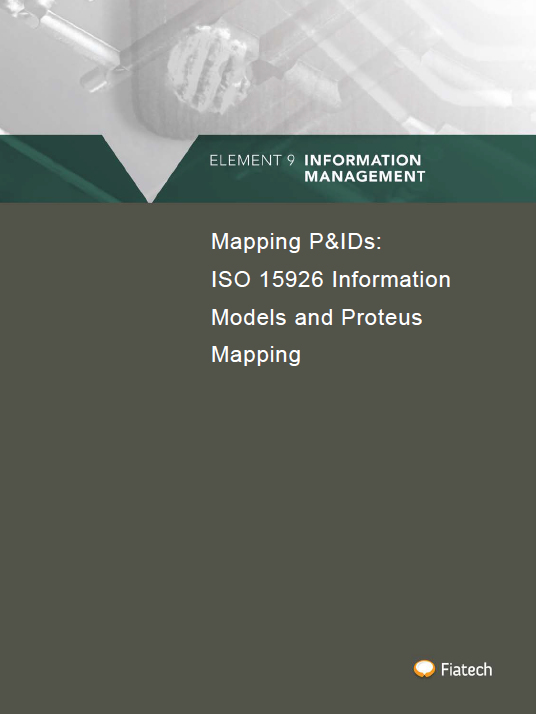 ELEMENT 9 INFORMATION
MANAGEMENT
Mapping P&IDs:
ISO 15926 Information
Models and Proteus
Mapping
Fiatech